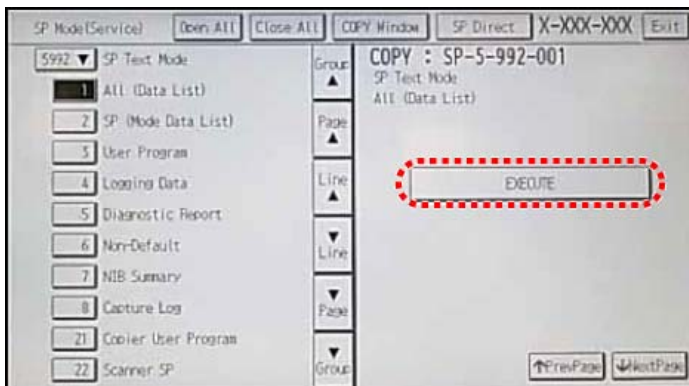 SP Mode(Service) Open All Close All COPY Window SP Direct X-XXX-XXX Exit
5992 ▼ SP Text Mode
1 All (Data List)
2 SP (Mode Data List)
3 User Program
4 Logging Data
5 Diagnostic Report
6 Non-Default
7 NIB Summary
8 Capture Log
21 Copier User Program
22 Scanner SP
Group ▲
Page ▲
Line ▲
▼ Line
▼ Page
▼ Group
COPY : SP-5-992-001
SP Text Mode
All (Data List)
EXECUTE
↑PrevPage ↓NextPage